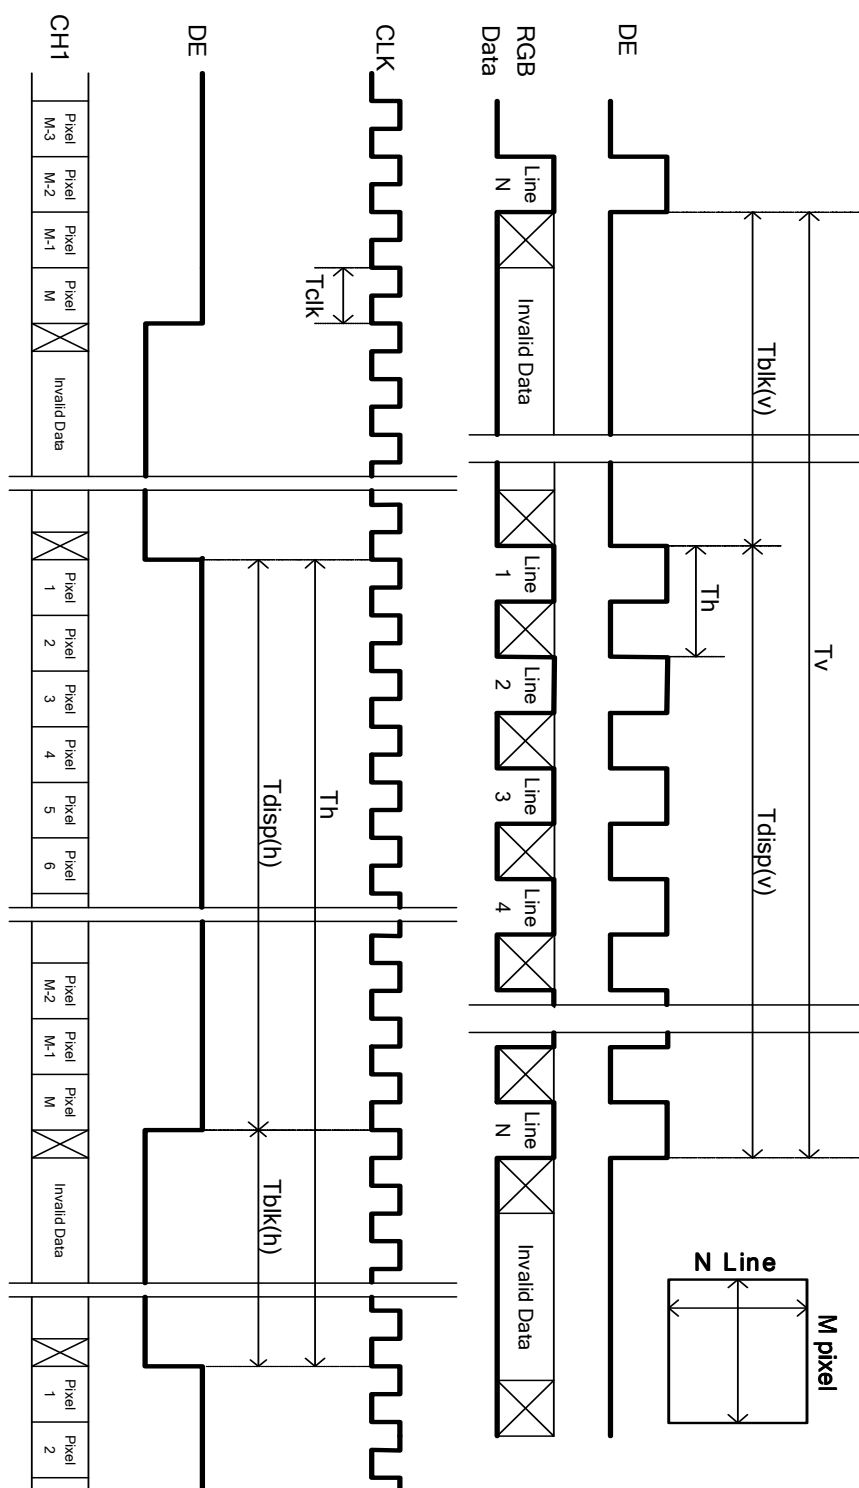 M pixel
N Line
Tv
Tblk(v)
Tdisp(v)
Th
DE
RGB
Data
Line
N
Invalid Data
Line
1
Line
2
Line
3
Line
4
Line
N
Invalid Data
CLK
Tclk
Th
Tdisp(h)
Tblk(h)
DE
CH1
Pixel
M-3
Pixel
M-2
Pixel
M-1
Pixel
M
Invalid Data
Pixel
1
Pixel
2
Pixel
3
Pixel
4
Pixel
5
Pixel
6
Pixel
M-2
Pixel
M-1
Pixel
M
Invalid Data
Pixel
1
Pixel
2